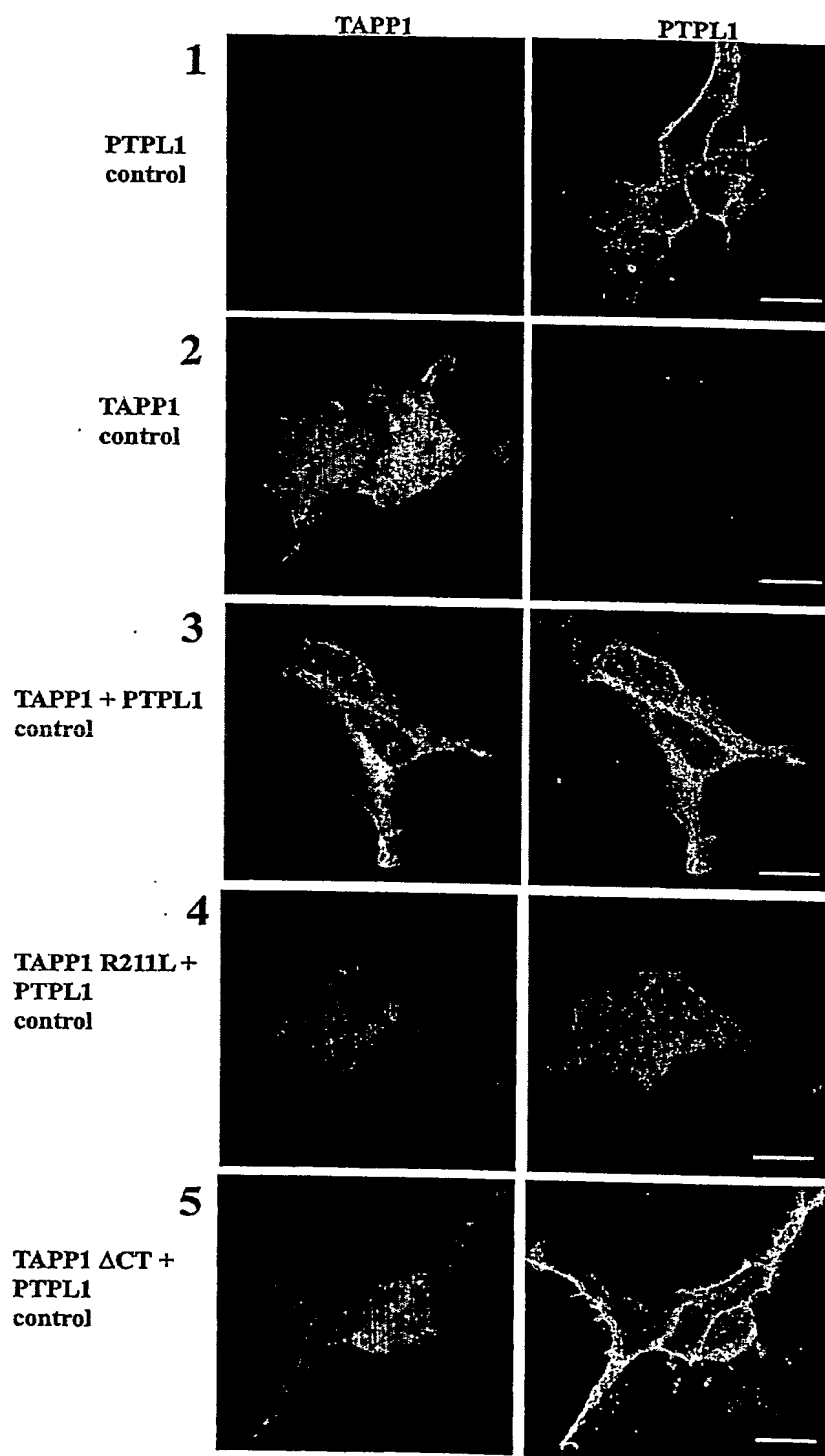 TAPP1 PTPL1
1
PTPL1
control
2
TAPP1
control
3
TAPP1 + PTPL1
control
4
TAPP1 R211L +
PTPL1
control
5
TAPP1 ΔCT +
PTPL1
control